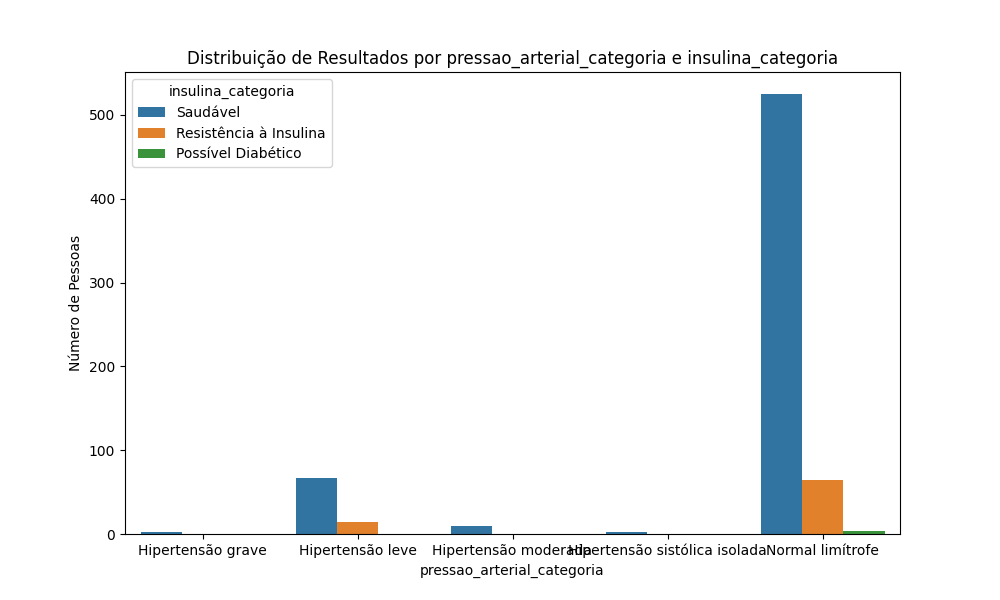 Distribuição de Resultados por pressao_arterial_categoria e insulina_categoria
insulina_categoria
Saudável
Resistência à Insulina
Possível Diabético
Número de Pessoas
500
400
300
200
100
0
Hipertensão grave
Hipertensão leve
Hipertensão moderada
Hipertensão sistólica isolada
Normal limítrofe
pressao_arterial_categoria